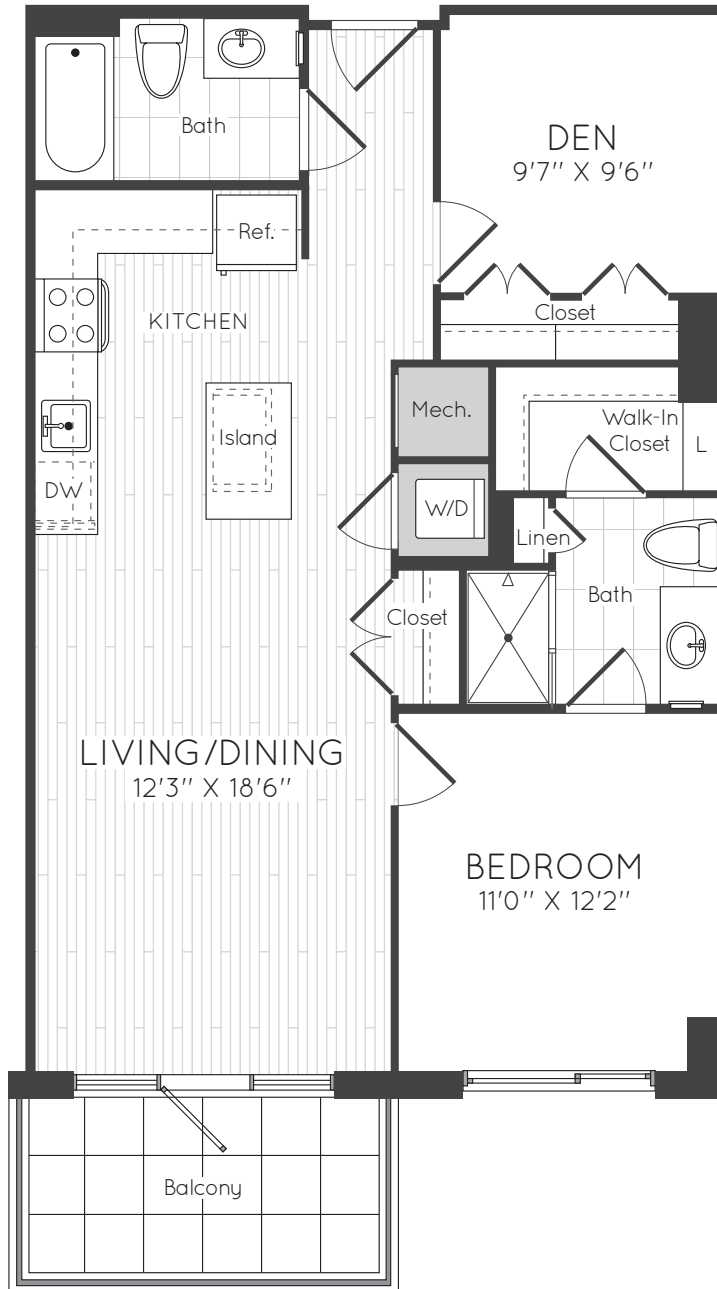 Bath
DEN
9'7" X 9'6"
Ref.
Closet
KITCHEN
Mech.
Walk-In
Closet
L
Island
DW
W/D
Linen
Bath
Closet
LIVING/DINING
12'3" X 18'6"
BEDROOM
11'0" X 12'2"
Balcony